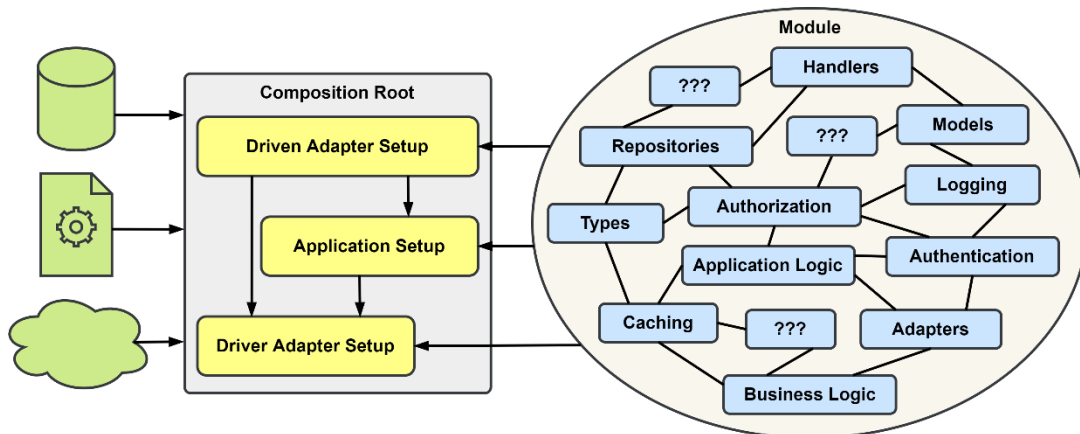 Module
Composition Root
Driven Adapter Setup
Application Setup
Driver Adapter Setup
Handlers
???
Models
???
Repositories
Logging
Authorization
Types
Authentication
Application Logic
Caching
???
Adapters
Business Logic